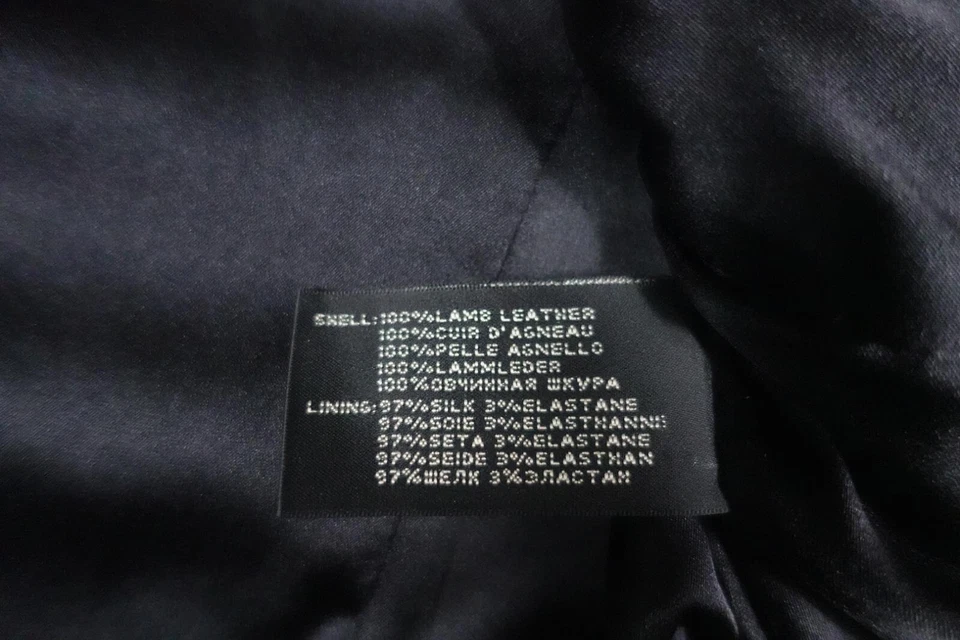 SHELL:100%LAMB LEATHER
100%CUIR D'AGNEAU
100%PELLE AGNELLO
100%LAMMLEDER
100%ОВЧИННАЯ ШКУРА
LINING:97%SILK 3%ELASTANE
97%SOIE 3%ELASTHANNE
97%SETA 3%ELASTANE
97%SEIDE 3%ELASTHAN
97%ШЕЛК 3%ЭЛАСТАН